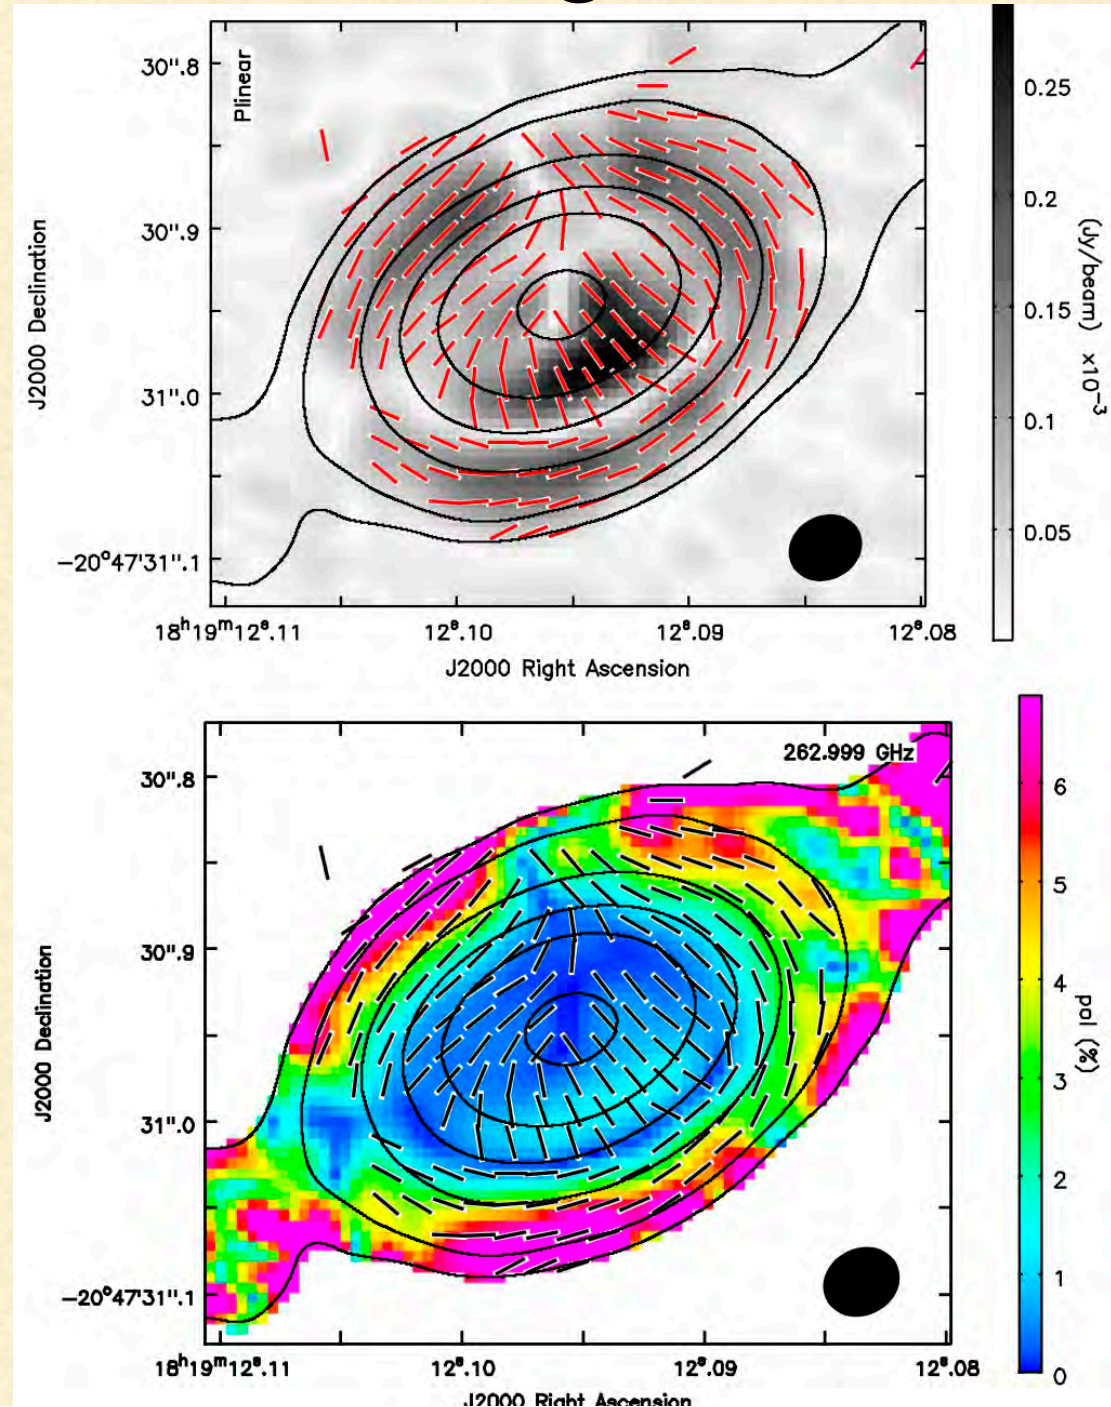 Plinear
30".8
30".9
31".0
−20°47'31".1
J2000 Declination
18ʰ19ᵐ12ˢ.11
12ˢ.10
12ˢ.09
12ˢ.08
J2000 Right Ascension
0.25
0.2
0.15
0.1
0.05
(Jy/beam) x10⁻³
262.999 GHz
30".8
30".9
31".0
−20°47'31".1
J2000 Declination
18ʰ19ᵐ12ˢ.11
12ˢ.10
12ˢ.09
12ˢ.08
J2000 Right Ascension
6
5
4
3
2
1
0
pol (%)